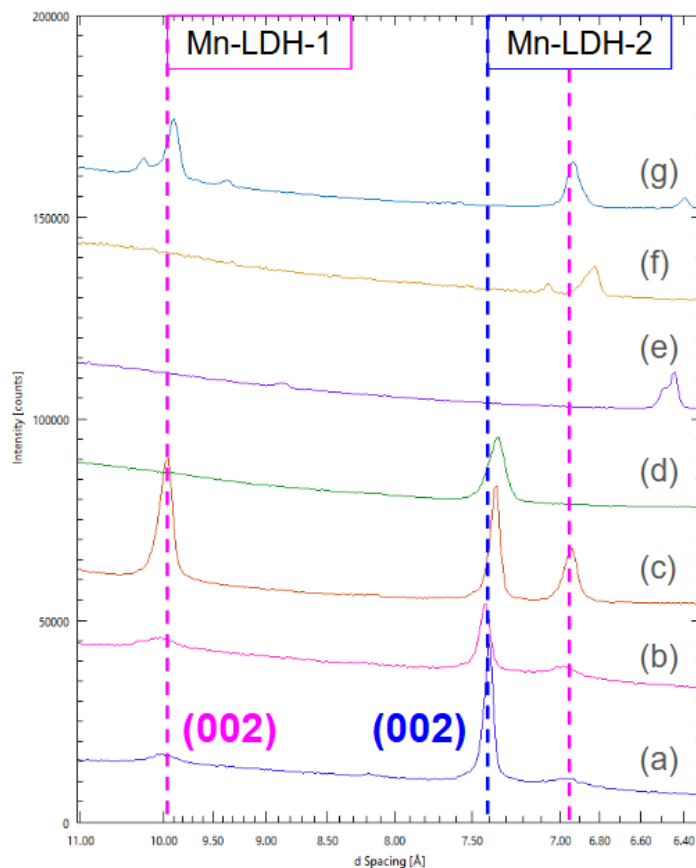 200000
Mn-LDH-1
Mn-LDH-2
(g)
150000
(f)
(e)
100000
Intensity [counts]
(d)
(c)
50000
(b)
(002)
(002)
(a)
0
11.00 10.00 9.50 9.00 8.50 8.00 7.50 7.00 6.80 6.60 6.40
d Spacing [Å]